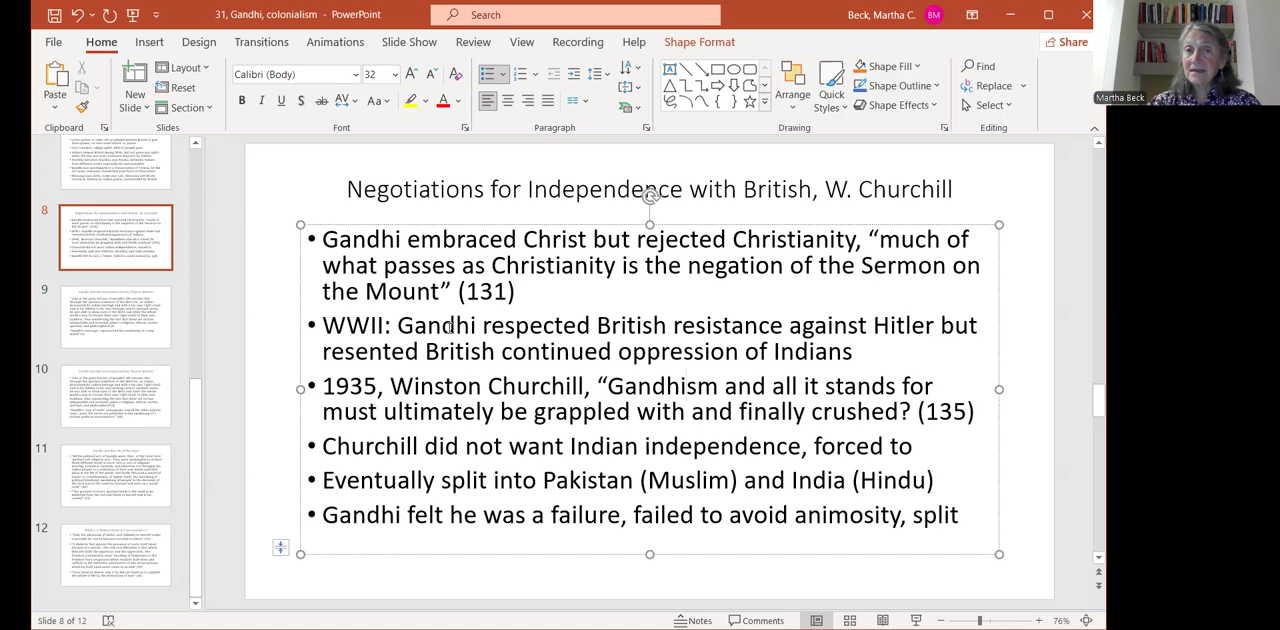 31, Gandhi, colonialism - PowerPoint
Search
Beck, Martha C.
BM
File Home Insert Design Transitions Animations Slide Show Review View Recording Help Shape Format
Share
Paste
New Slide
Layout
Reset
Section
Calibri (Body)
32
Arrange
Quick Styles
Shape Fill
Shape Outline
Shape Effects
Find
Replace
Select
Clipboard
Slides
Font
Paragraph
Drawing
Editing
Martha Beck
8
9
10
11
12
Negotiations for Independence with British, W. Churchill
• Gandhi embraced Christ but rejected Christianity, “much of
what passes as Christianity is the negation of the Sermon on
the Mount” (131)
• WWII: Gandhi respected British resistance against Hitler but
resented British continued oppression of Indians
• 1935, Winston Churchill, “Gandhism and all it stands for
must ultimately be grappled with and finally crushed? (135)
• Churchill did not want Indian independence, forced to
• Eventually split into Pakistan (Muslim) and India (Hindu)
• Gandhi felt he was a failure, failed to avoid animosity, split
Slide 8 of 12
Notes
Comments
76%